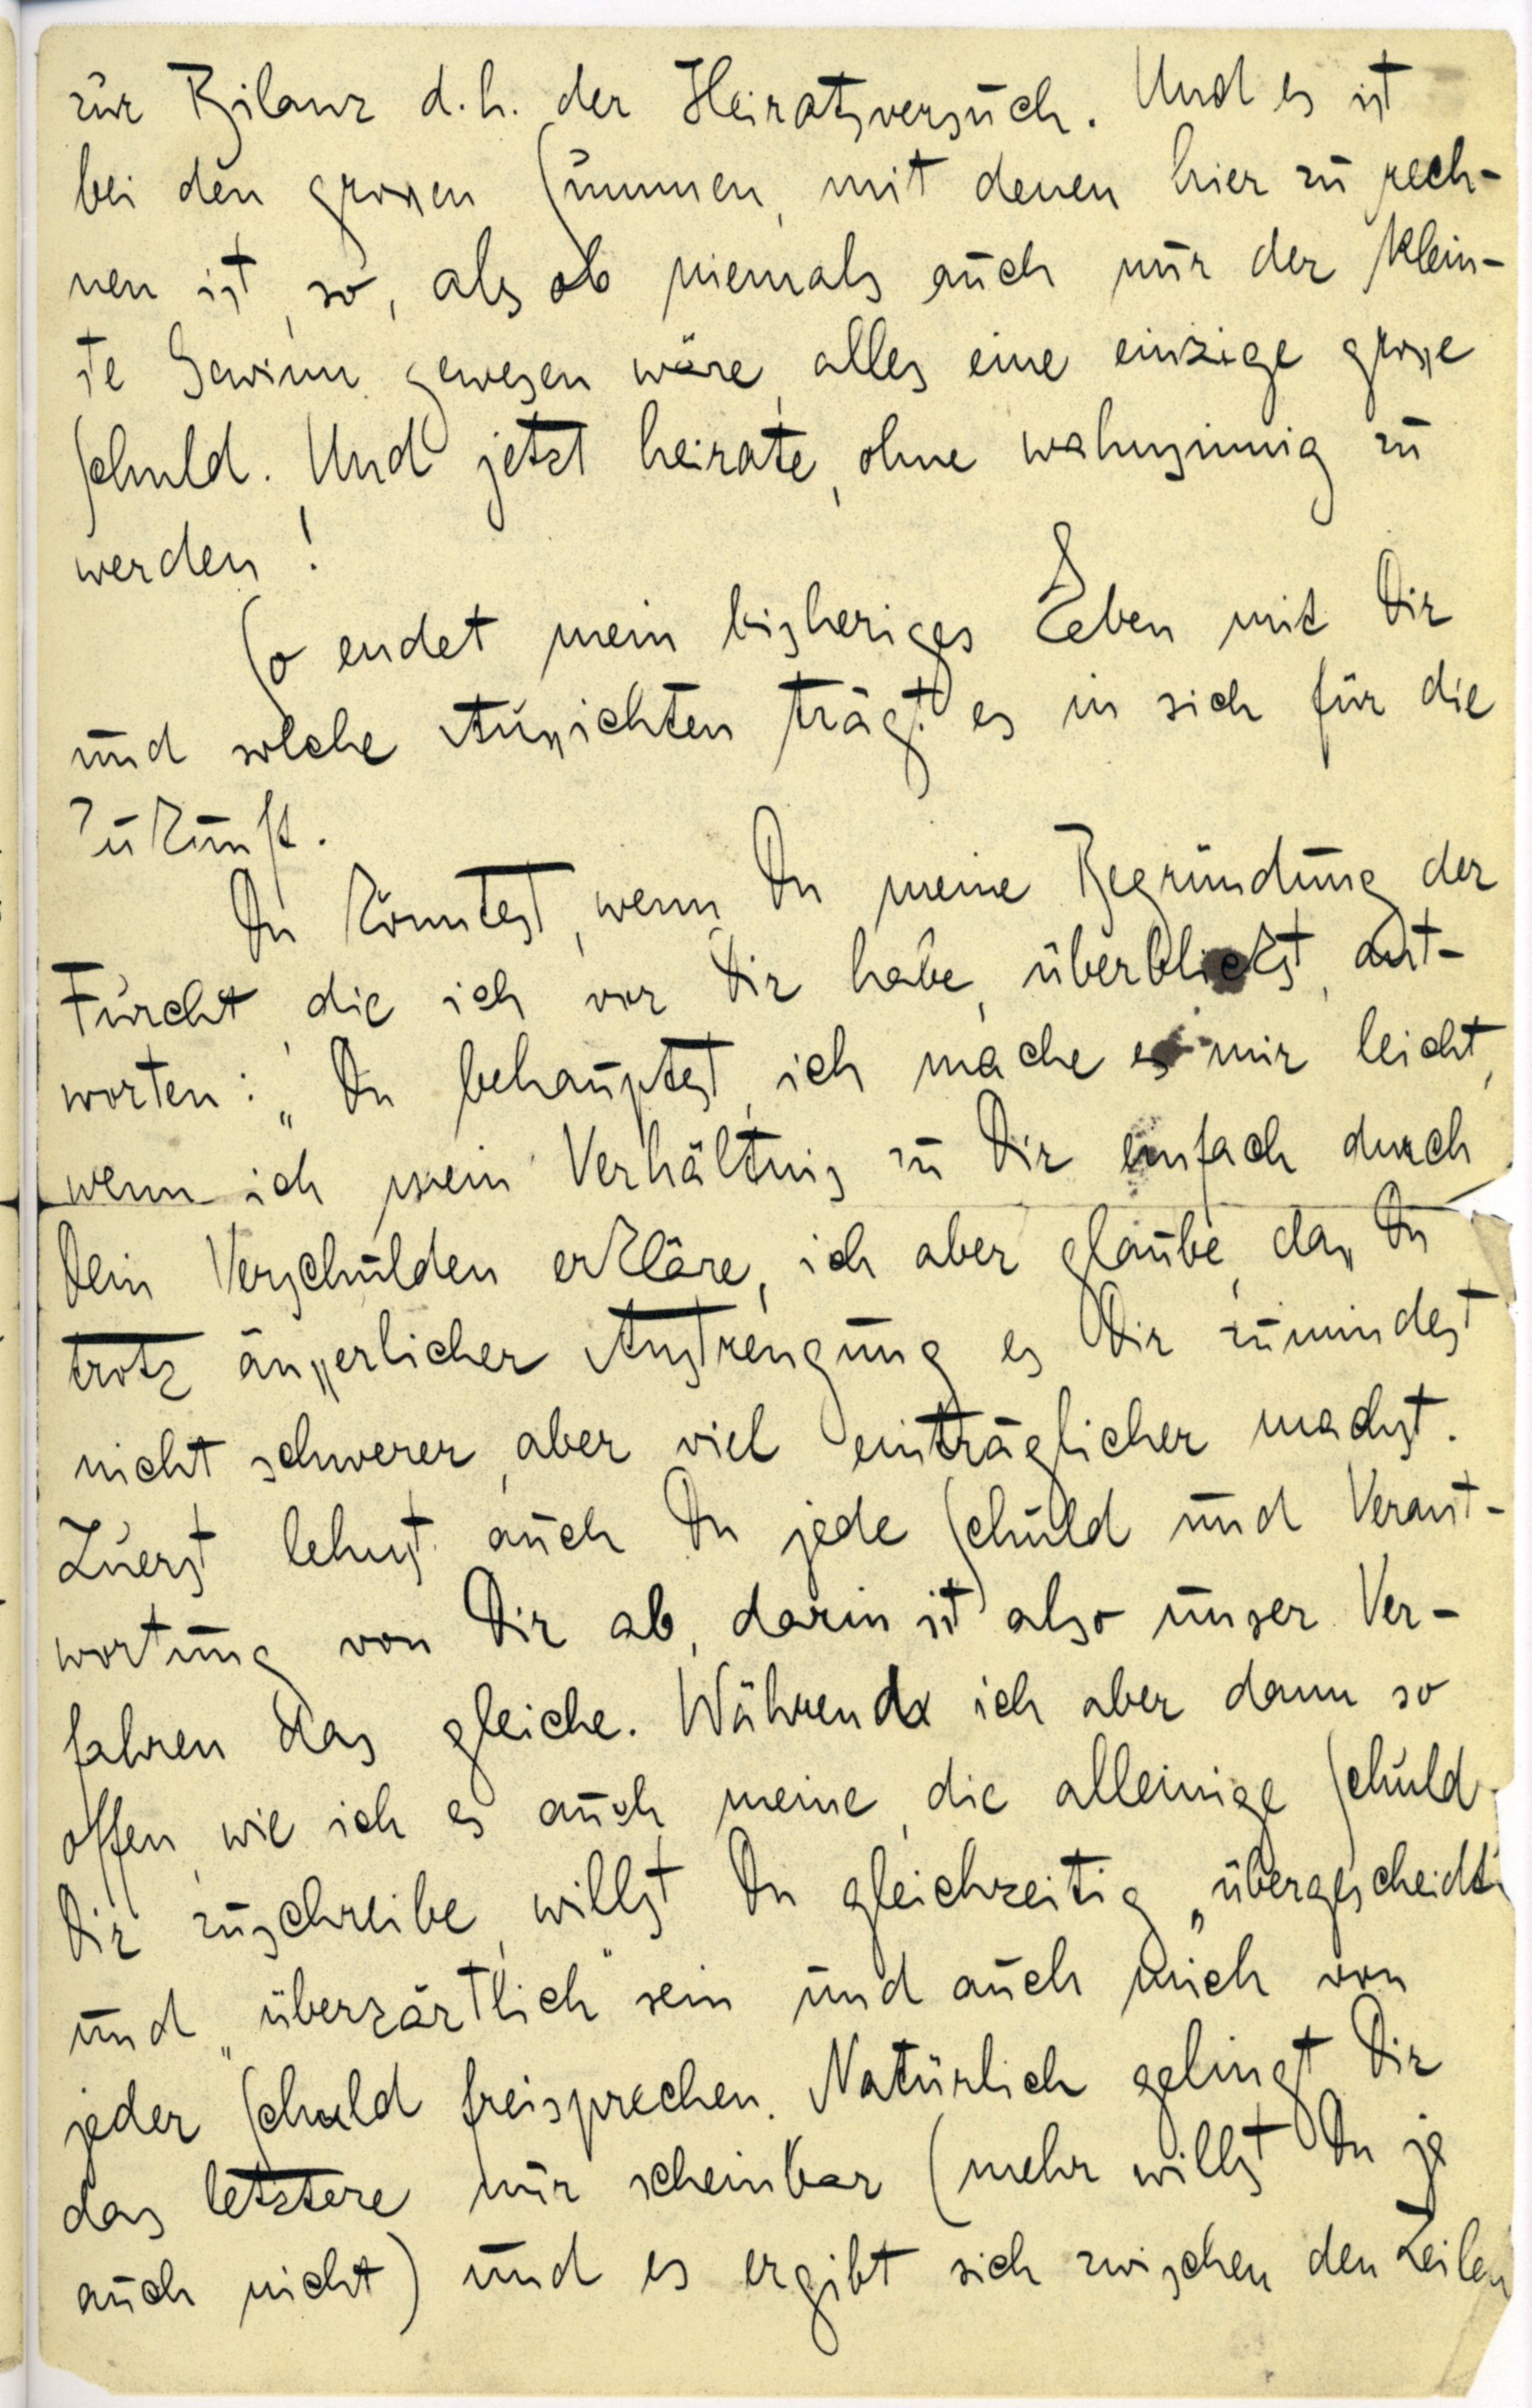 zur Bilanz d.h. der Heiratsversuch. Und es ist
bei den grossen Summen, mit denen hier zu rech-
nen ist, so, als ob niemals auch nur der klein-
ste Gewinn gewesen wäre, alles eine einzige grosse
Schuld. Und jetzt heirate, ohne wahnsinnig zu
werden!
So endet mein bisheriges Leben mit Dir
und solche Aussichten trägt es in sich für die
Zukunft.
Du könntest, wenn Du meine Begründung der
Furcht, die ich vor Dir habe, überblickst, ant-
worten: „Du behauptest, ich mache es mir leicht,
wenn ich mein Verhältnis zu Dir einfach durch
Dein Verschulden erkläre, ich aber glaube, dass Du
trotz äusserlicher Anstrengung es Dir zumindest
nicht schwerer, aber viel einträglicher machst.
Zuerst lehnst auch Du jede Schuld und Verant-
wortung von Dir ab, darin ist also unser Ver-
fahren das gleiche. Während ich aber dann so
offen, wie ich es auch meine, die alleinige Schuld
Dir zuschreibe, willst Du gleichzeitig „übergescheidt"
und „überzärtlich" sein und auch mich von
jeder Schuld freisprechen. Natürlich gelingt Dir
das letztere nur scheinbar (mehr willst Du ja
auch nicht) und es ergibt sich zwischen den Zeilen